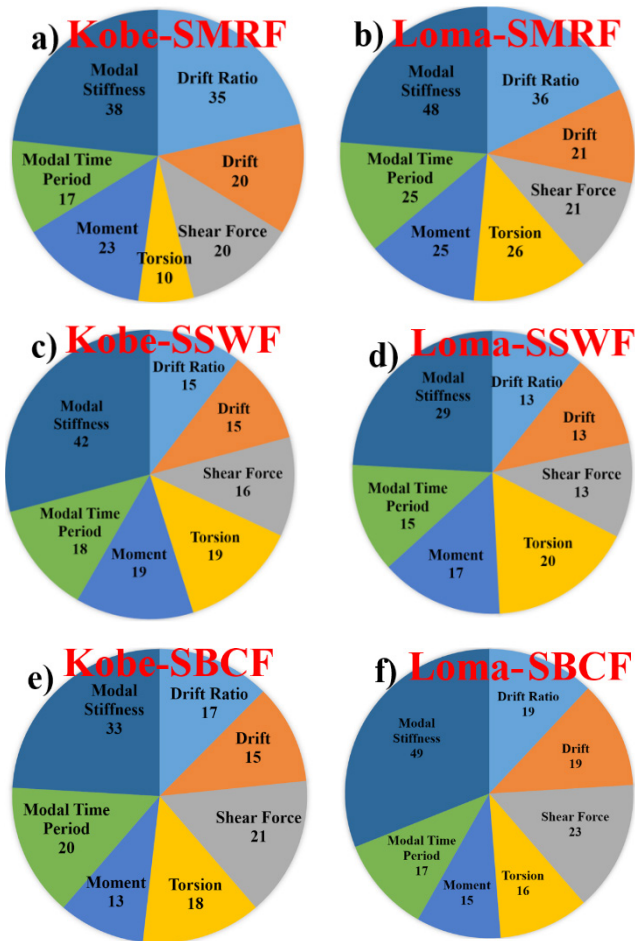 a) Kobe-SMRF
Modal
Stiffness
38
Drift Ratio
35
Drift
20
Shear Force
20
Torsion
10
Moment
23
Modal Time
Period
17
b) Loma-SMRF
Modal
Stiffness
48
Drift Ratio
36
Drift
21
Shear Force
21
Torsion
26
Moment
25
Modal Time
Period
25
c) Kobe-SSWF
Modal
Stiffness
42
Drift Ratio
15
Drift
15
Shear Force
16
Torsion
19
Moment
19
Modal Time
Period
18
d) Loma-SSWF
Modal
Stiffness
29
Drift Ratio
13
Drift
13
Shear Force
13
Torsion
20
Moment
17
Modal Time
Period
15
e) Kobe-SBCF
Modal
Stiffness
33
Drift Ratio
17
Drift
15
Shear Force
21
Torsion
18
Moment
13
Modal Time
Period
20
f) Loma-SBCF
Modal
Stiffness
49
Drift Ratio
19
Drift
19
Shear Force
23
Torsion
16
Moment
15
Modal Time
Period
17